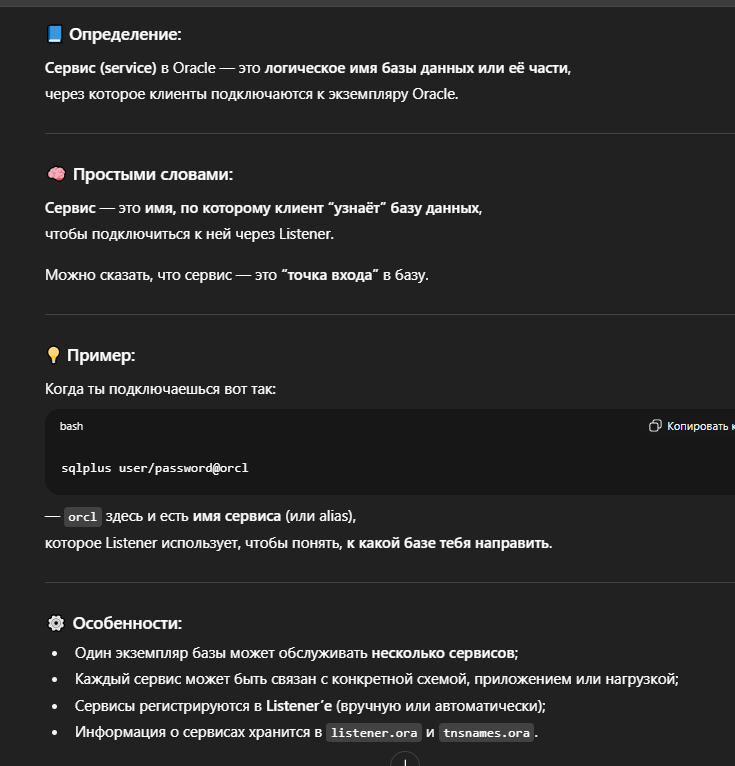 📘 Определение:
Сервис (service) в Oracle — это логическое имя базы данных или её части,
через которое клиенты подключаются к экземпляру Oracle.
🧠 Простыми словами:
Сервис — это имя, по которому клиент “узнаёт” базу данных,
чтобы подключиться к ней через Listener.
Можно сказать, что сервис — это “точка входа” в базу.
💡 Пример:
Когда ты подключаешься вот так:
bash
Копировать к
sqlplus user/password@orcl
— orcl здесь и есть имя сервиса (или alias),
которое Listener использует, чтобы понять, к какой базе тебя направить.
⚙️ Особенности:
• Один экземпляр базы может обслуживать несколько сервисов;
• Каждый сервис может быть связан с конкретной схемой, приложением или нагрузкой;
• Сервисы регистрируются в Listener’е (вручную или автоматически);
• Информация о сервисах хранится в listener.ora и tnsnames.ora.